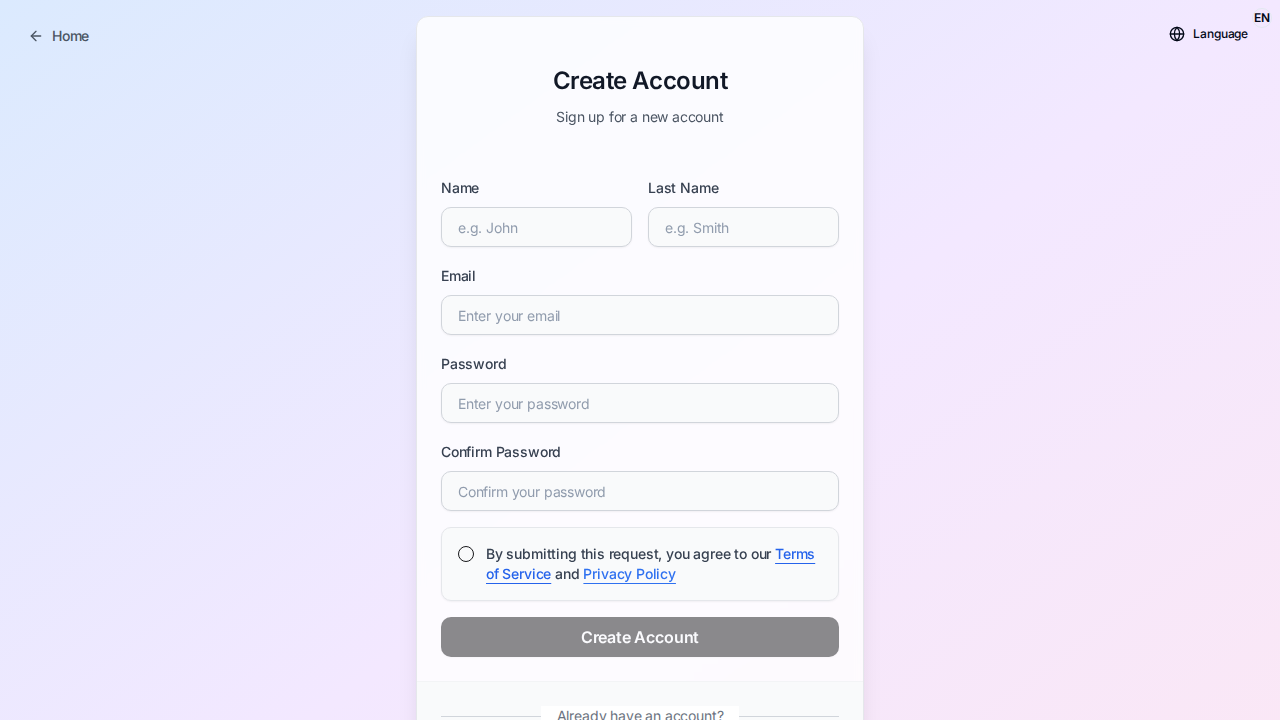 Home
EN
Language
Create Account
Sign up for a new account
Name
Last Name
e.g. John
e.g. Smith
Email
Enter your email
Password
Enter your password
Confirm Password
Confirm your password
By submitting this request, you agree to our Terms
of Service and Privacy Policy
Create Account
Already have an account?